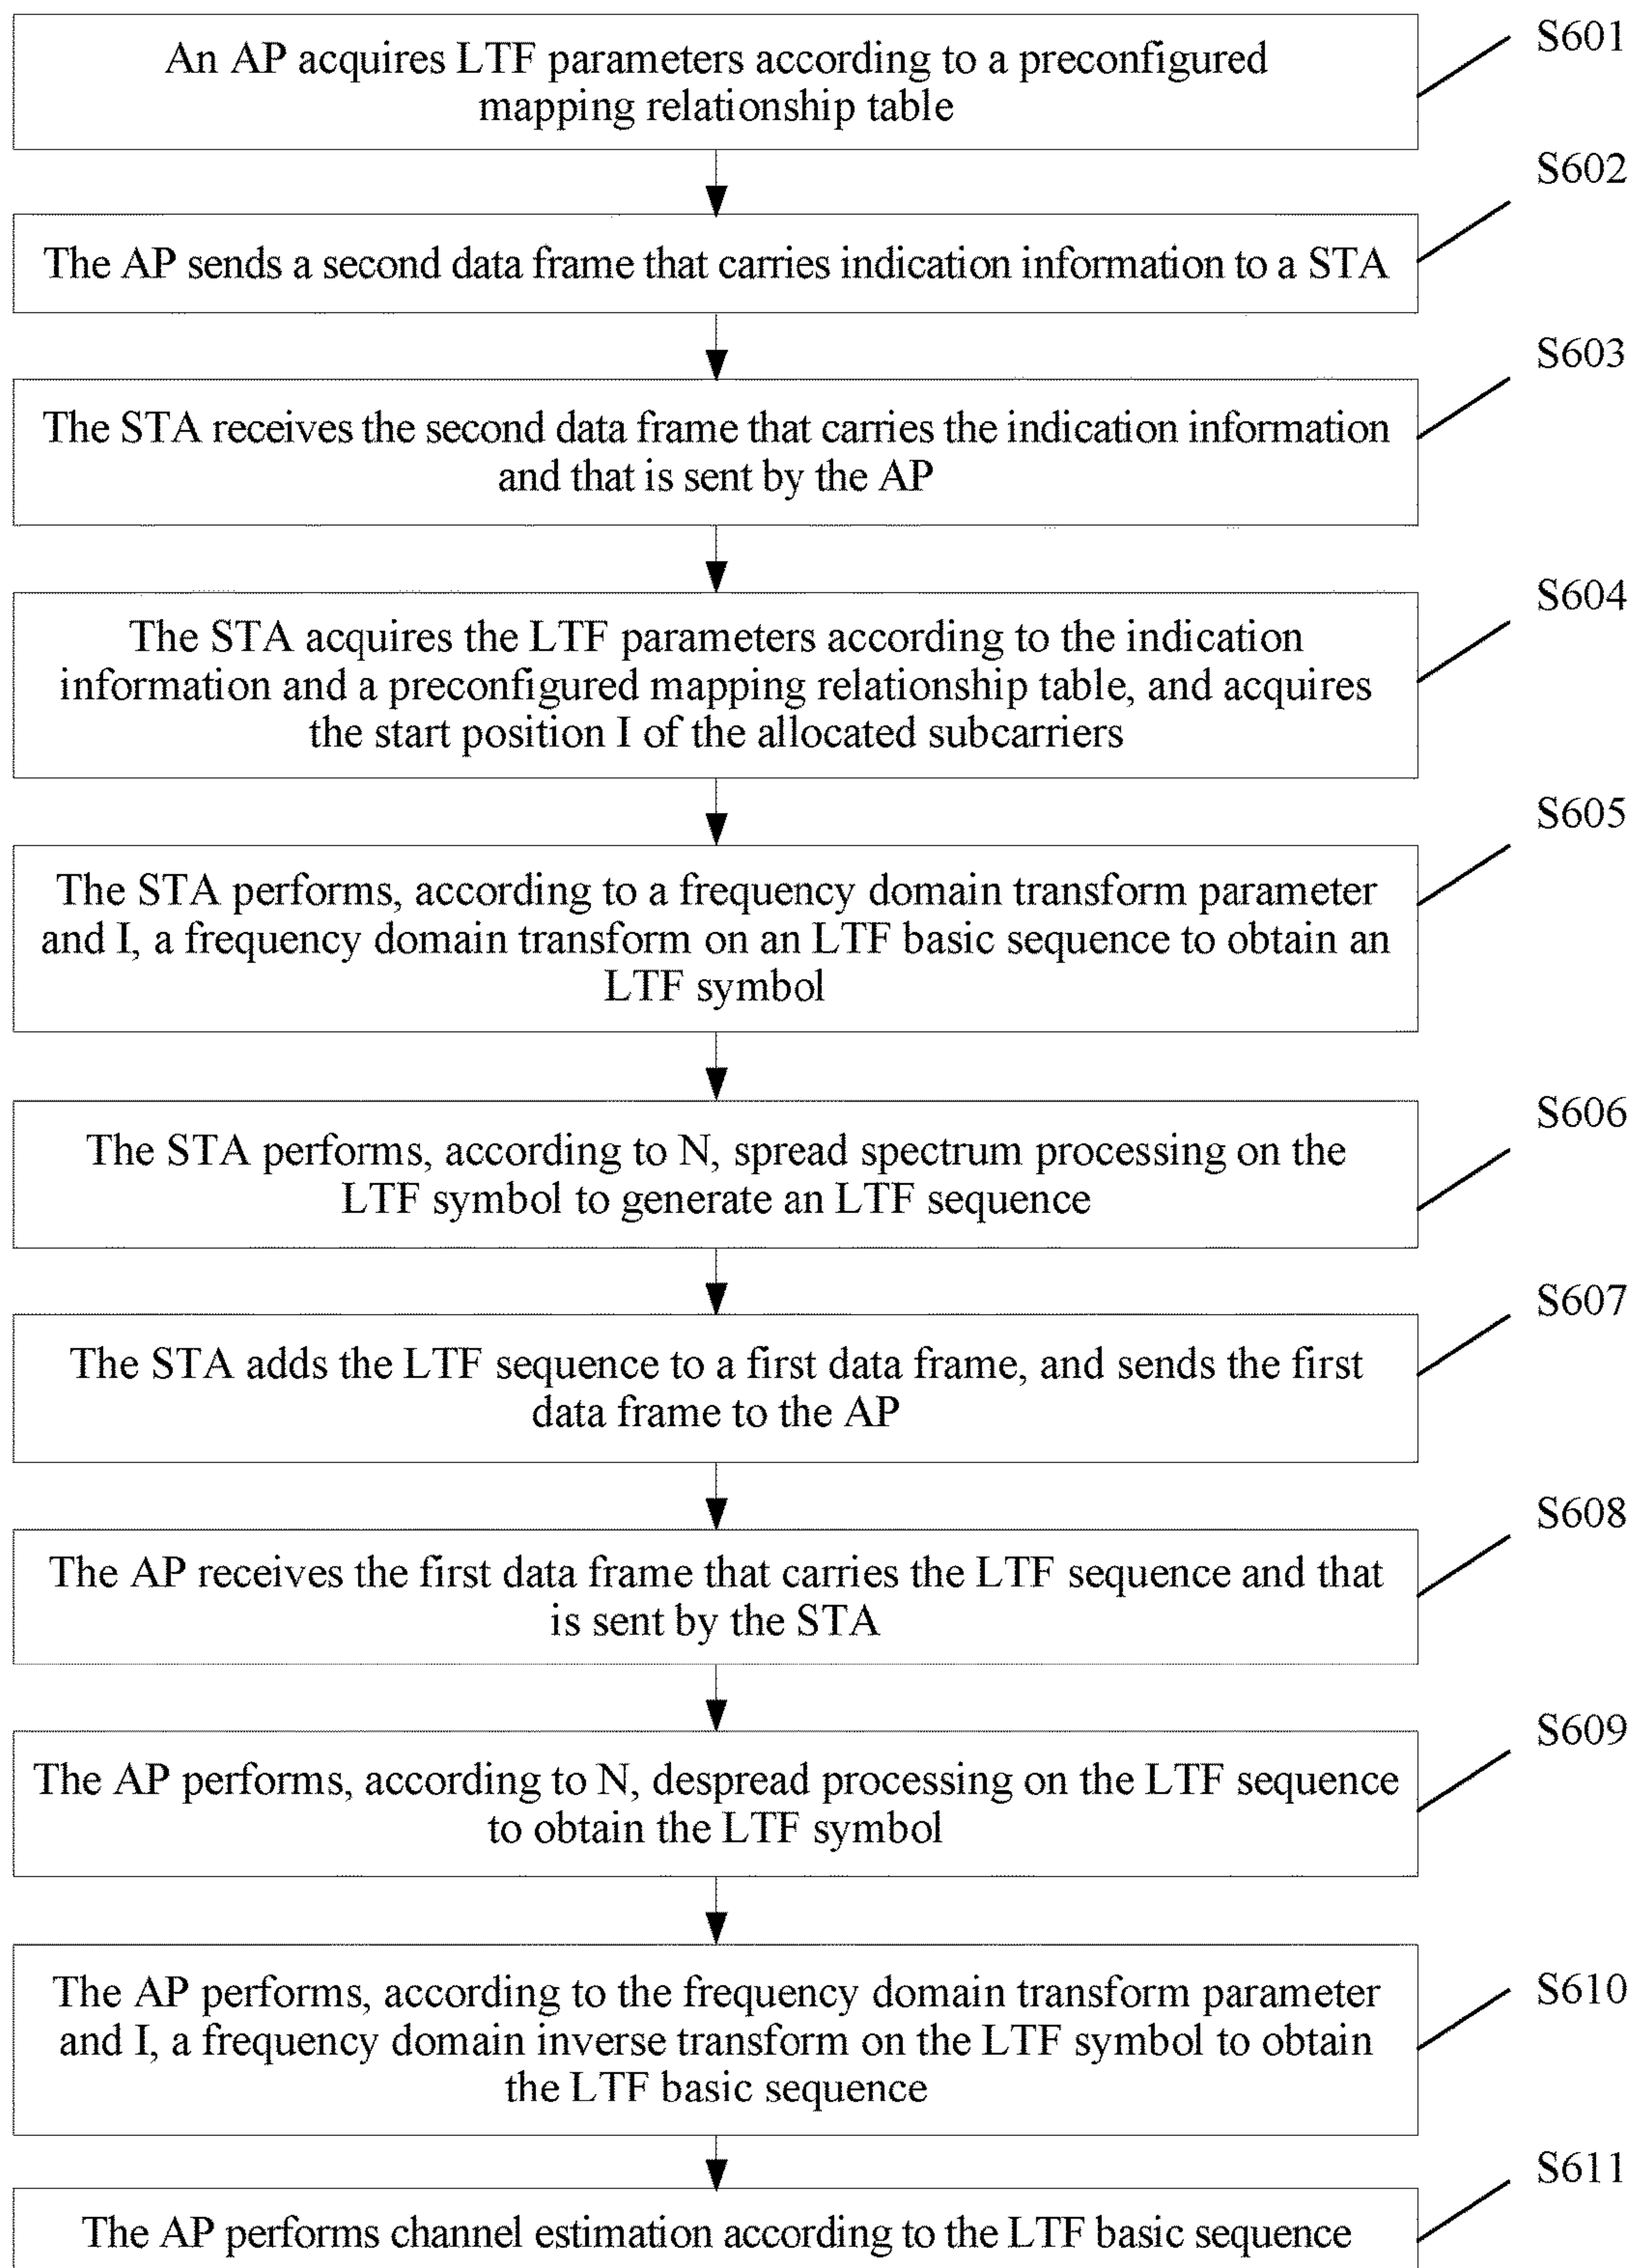 An AP acquires LTF parameters according to a preconfigured
mapping relationship table
S601
The AP sends a second data frame that carries indication information to a STA
S602
The STA receives the second data frame that carries the indication information
and that is sent by the AP
S603
The STA acquires the LTF parameters according to the indication
information and a preconfigured mapping relationship table, and acquires
the start position I of the allocated subcarriers
S604
The STA performs, according to a frequency domain transform parameter
and I, a frequency domain transform on an LTF basic sequence to obtain an
LTF symbol
S605
The STA performs, according to N, spread spectrum processing on the
LTF symbol to generate an LTF sequence
S606
The STA adds the LTF sequence to a first data frame, and sends the first
data frame to the AP
S607
The AP receives the first data frame that carries the LTF sequence and that
is sent by the STA
S608
The AP performs, according to N, despread processing on the LTF sequence
to obtain the LTF symbol
S609
The AP performs, according to the frequency domain transform parameter
and I, a frequency domain inverse transform on the LTF symbol to obtain
the LTF basic sequence
S610
The AP performs channel estimation according to the LTF basic sequence
S611